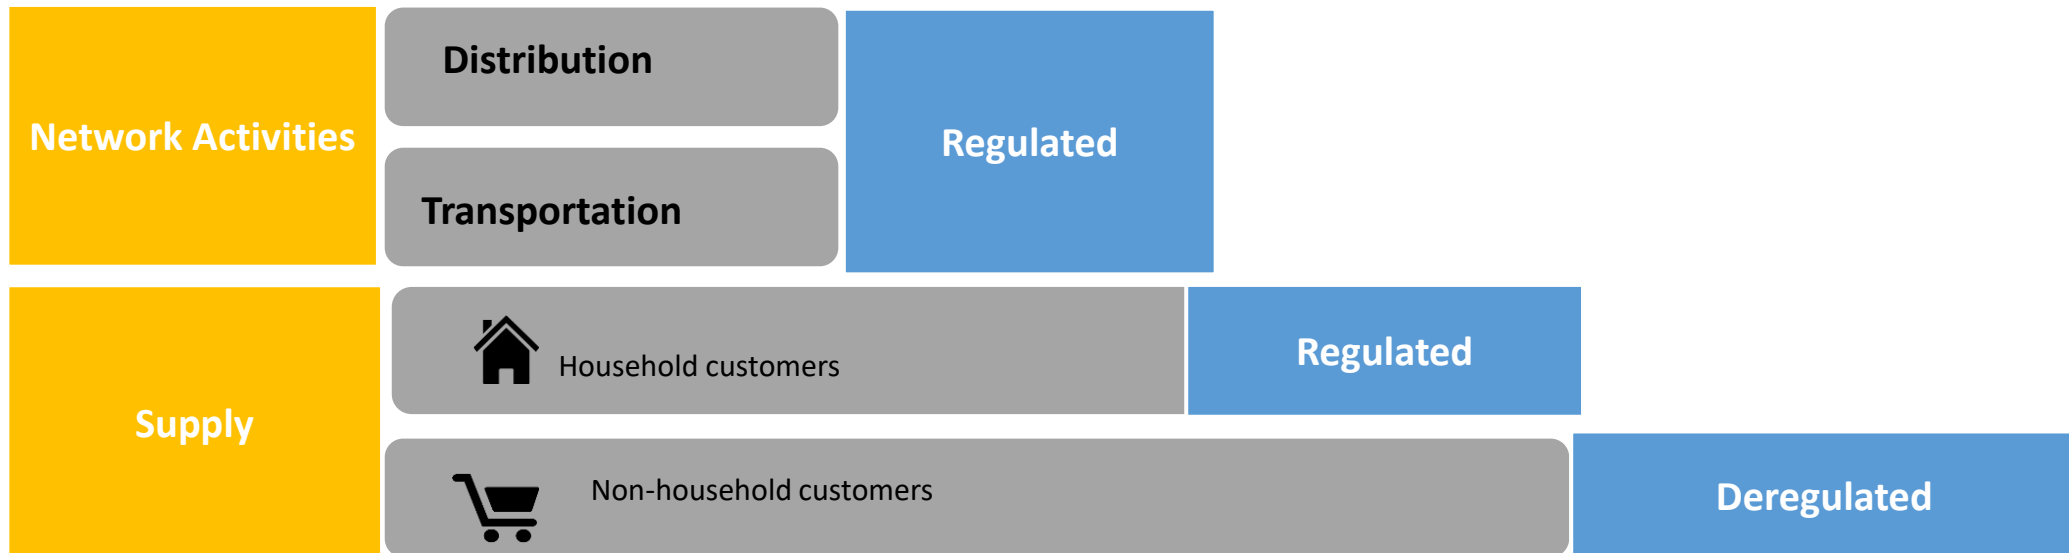 Network Activities
Distribution
Transportation
Regulated
Supply
Household customers
Regulated
Non-household customers
Deregulated